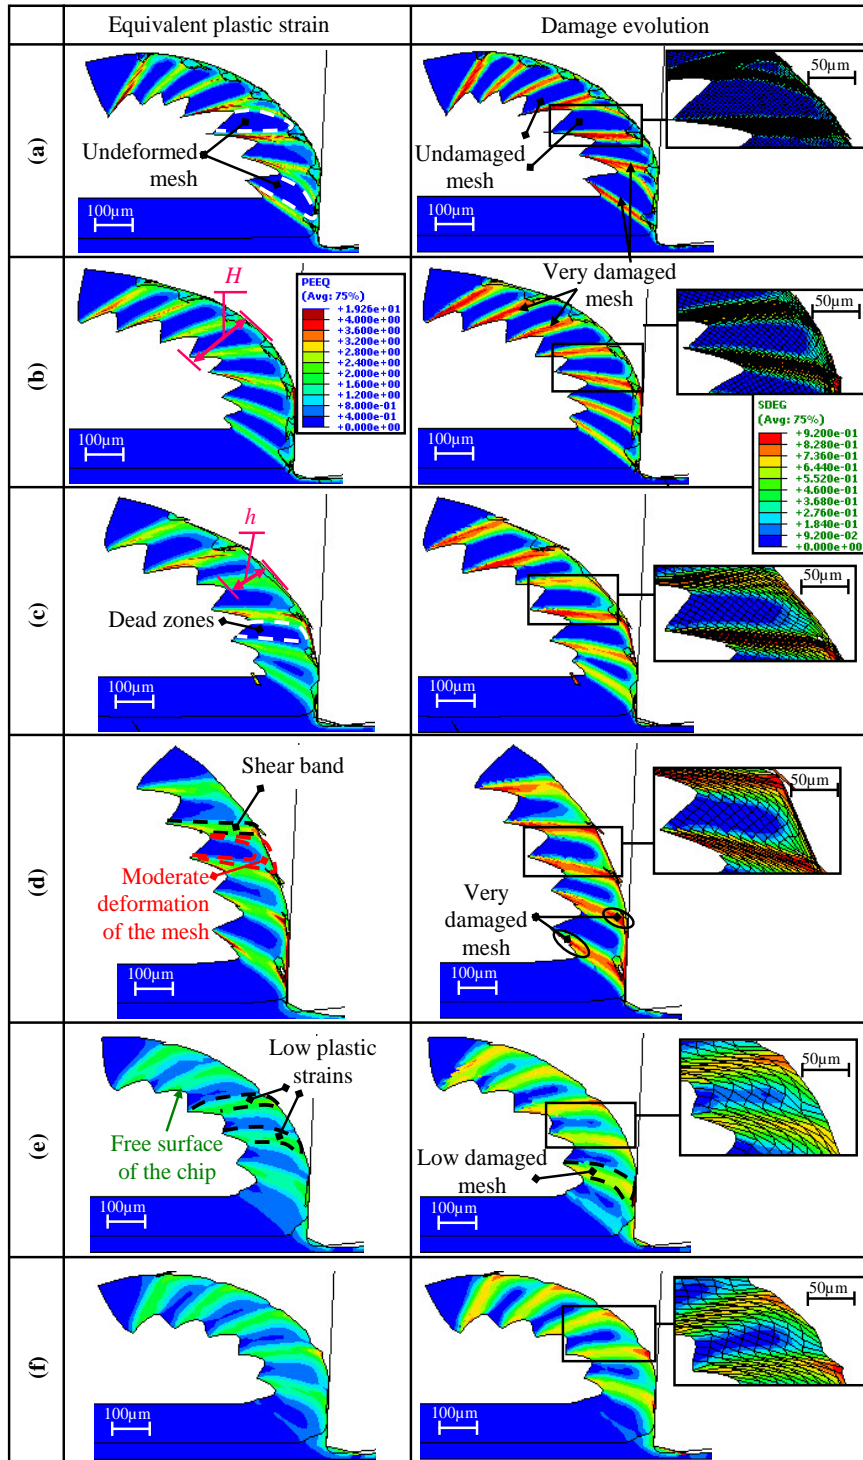 Equivalent plastic strain
Damage evolution
(a)
Undeformed
mesh
100µm
Undamaged
mesh
100µm
50µm
(b)
H
PEEQ
(Avg: 75%)
+1.926e+01
+4.000e+00
+3.600e+00
+3.200e+00
+2.800e+00
+2.400e+00
+2.000e+00
+1.600e+00
+1.200e+00
+8.000e-01
+4.000e-01
+0.000e+00
100µm
Very damaged
mesh
100µm
50µm
SDEG
(Avg: 75%)
+9.200e-01
+8.280e-01
+7.360e-01
+6.440e-01
+5.520e-01
+4.600e-01
+3.680e-01
+2.760e-01
+1.840e-01
+9.200e-02
+0.000e+00
(c)
h
Dead zones
100µm
100µm
50µm
(d)
Shear band
Moderate
deformation
of the mesh
100µm
Very
damaged
mesh
100µm
50µm
(e)
Low plastic
strains
Free surface
of the chip
100µm
Low damaged
mesh
100µm
50µm
(f)
100µm
100µm
50µm